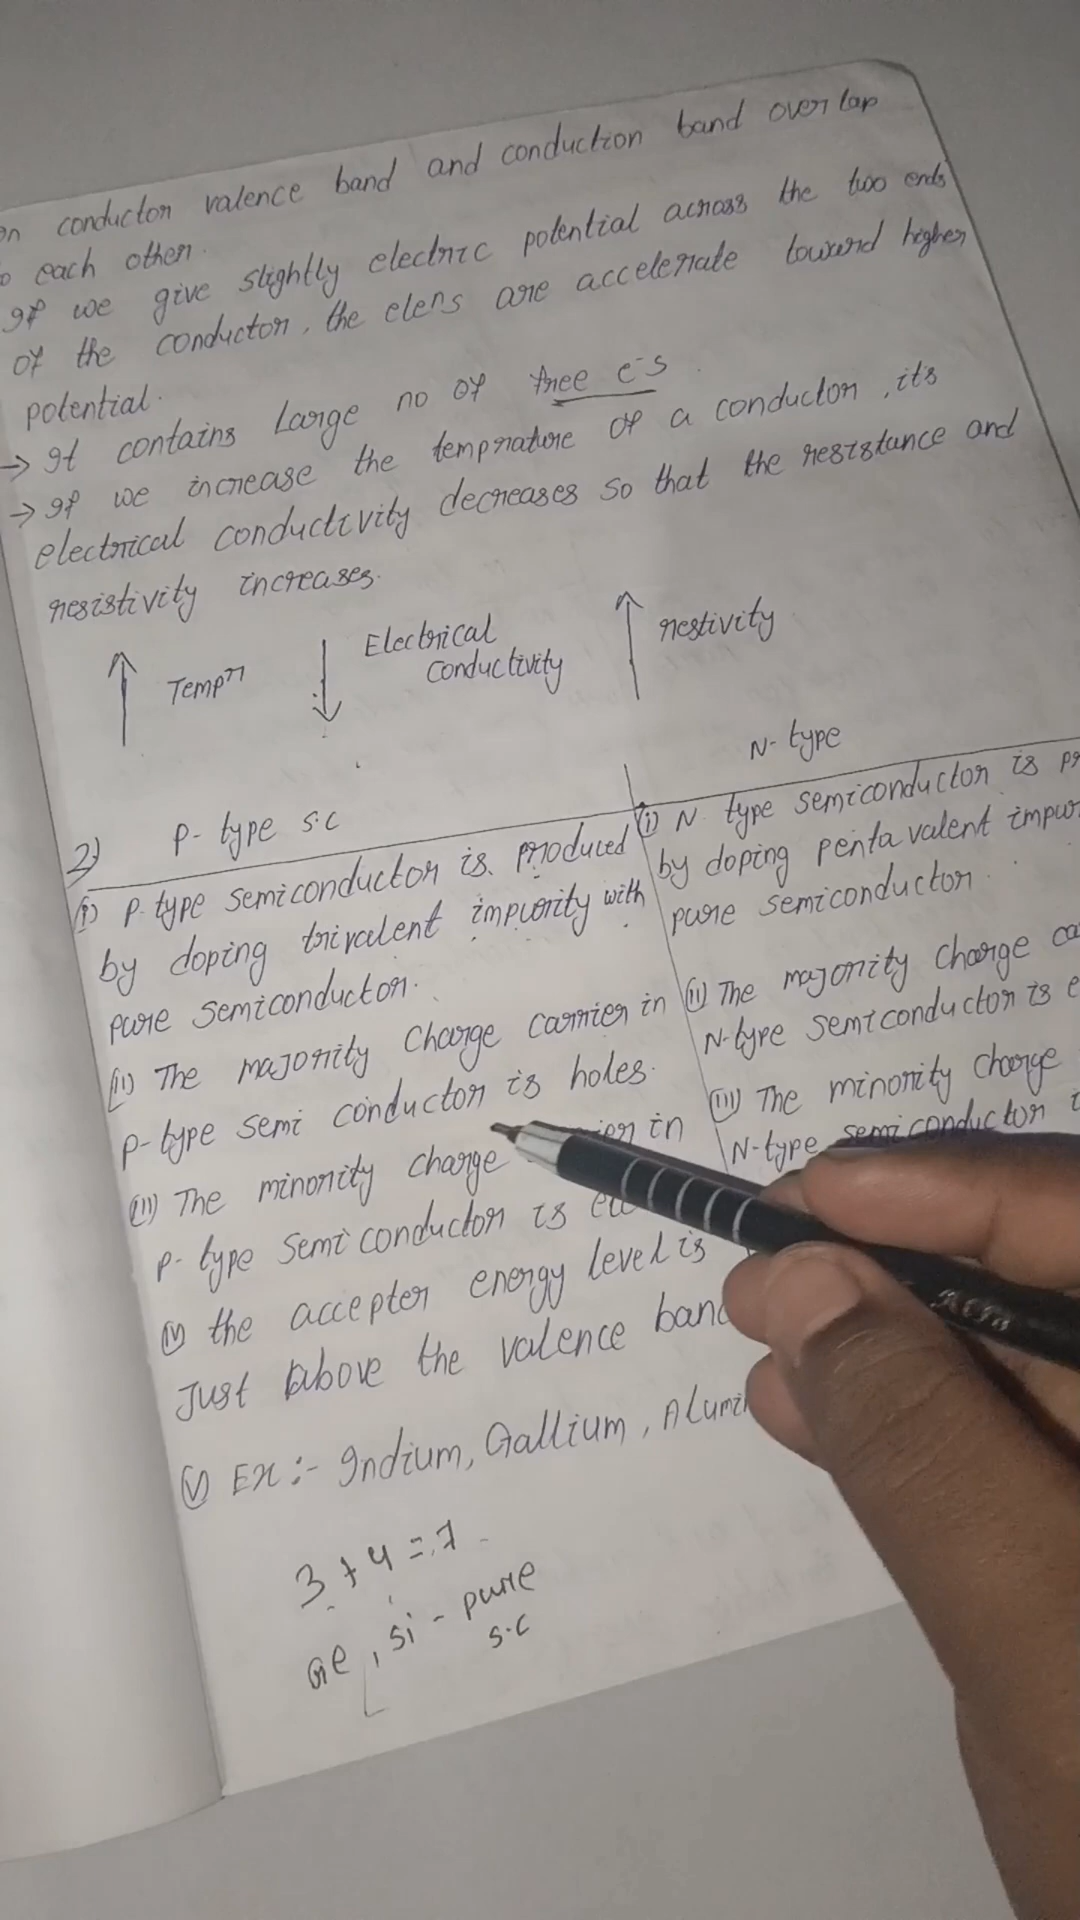 conductor valence band and conduction band overlap
each other.
If we give slightly electric potential across the two ends
of the conductor, the elens are accelerate toward higher
potential.
→ It contains Large no of free e-s.
→ If we increase the temprature of a conductor, its
electrical conductivity decreases so that the resistance and
resistivity increases.
↑ Tempr ↓ Electrical conductivity ↑ restivity
2) P-type s.c
(i) P-type semiconductor is produced
by doping trivalent impurity with
pure semiconductor.
(ii) The majority charge carrier in
P-type semi conductor is holes.
(iii) The minority charge in
P-type Semi conductor is
(iv) the accepter energy level is
Just above the valence
(v) Ex:- Indium, Gallium,
3 + 4 = 7
Ge, si - pure
s.c
N-type
(i) N type semiconductor is
by doping penta valent
pure semiconductor.
(ii) The majority charge
N-type semiconductor is
(iii) The minority charge
N-type semi conductor